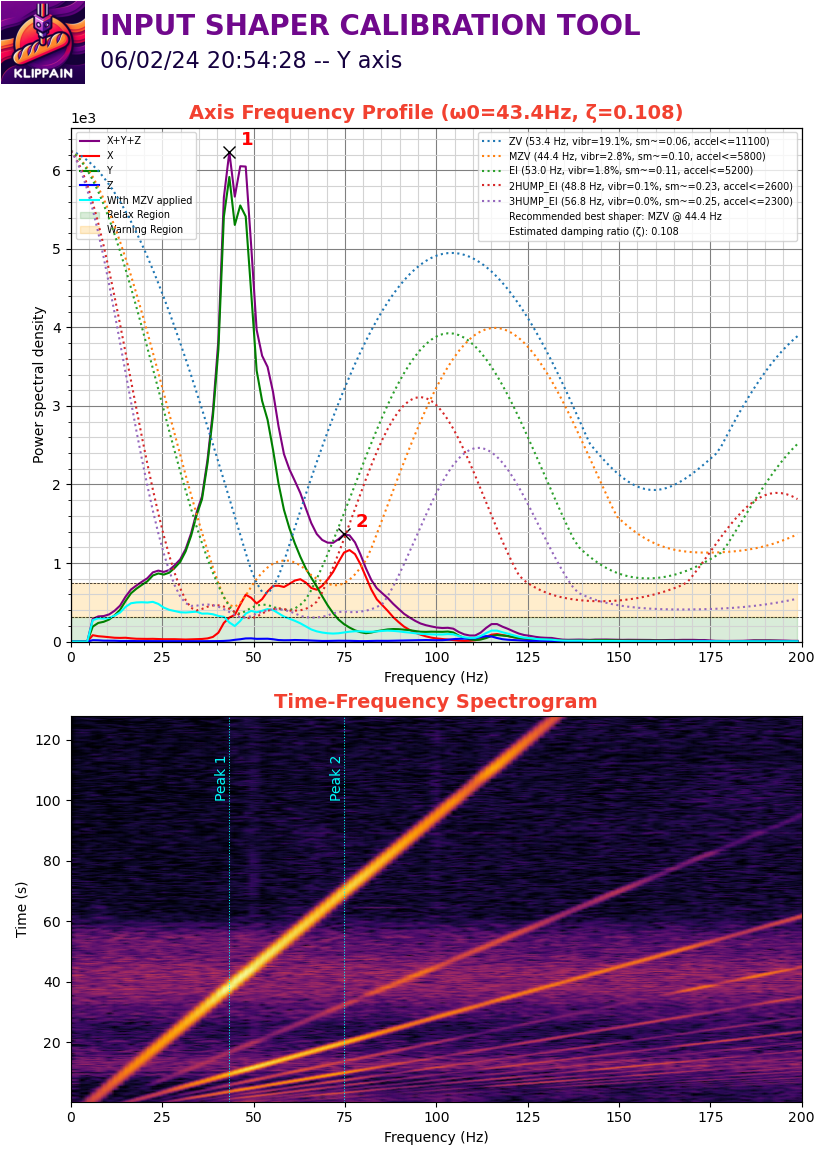 INPUT SHAPER CALIBRATION TOOL
KLIPPAIN
06/02/24 20:54:28 -- Y axis
Axis Frequency Profile (ω0=43.4Hz, ζ=0.108)
1e3
X+Y+Z
X
Y
Z
With MZV applied
Relax Region
Warning Region
ZV (53.4 Hz, vibr=19.1%, sm~=0.06, accel<=11100)
MZV (44.4 Hz, vibr=2.8%, sm~=0.10, accel<=5800)
EI (53.0 Hz, vibr=1.8%, sm~=0.11, accel<=5200)
2HUMP_EI (48.8 Hz, vibr=0.1%, sm~=0.23, accel<=2600)
3HUMP_EI (56.8 Hz, vibr=0.0%, sm~=0.25, accel<=2300)
Recommended best shaper: MZV @ 44.4 Hz
Estimated damping ratio (ζ): 0.108
1
2
Power spectral density
6
5
4
3
2
1
0
0 25 50 75 100 125 150 175 200
Frequency (Hz)
Time-Frequency Spectrogram
Peak 1
Peak 2
Time (s)
120
100
80
60
40
20
0 25 50 75 100 125 150 175 200
Frequency (Hz)